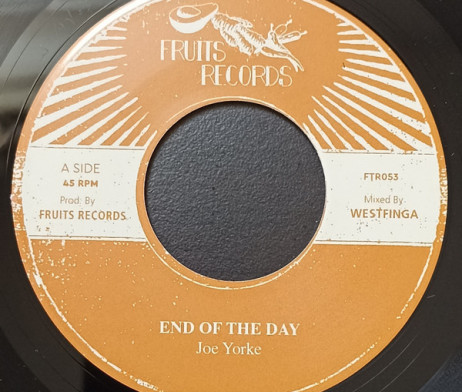 FRUITS
RECORDS
A SIDE
45 RPM
Prod: By
FRUITS RECORDS
FTR053
Mixed By
WESTFINGA
END OF THE DAY
Joe Yorke